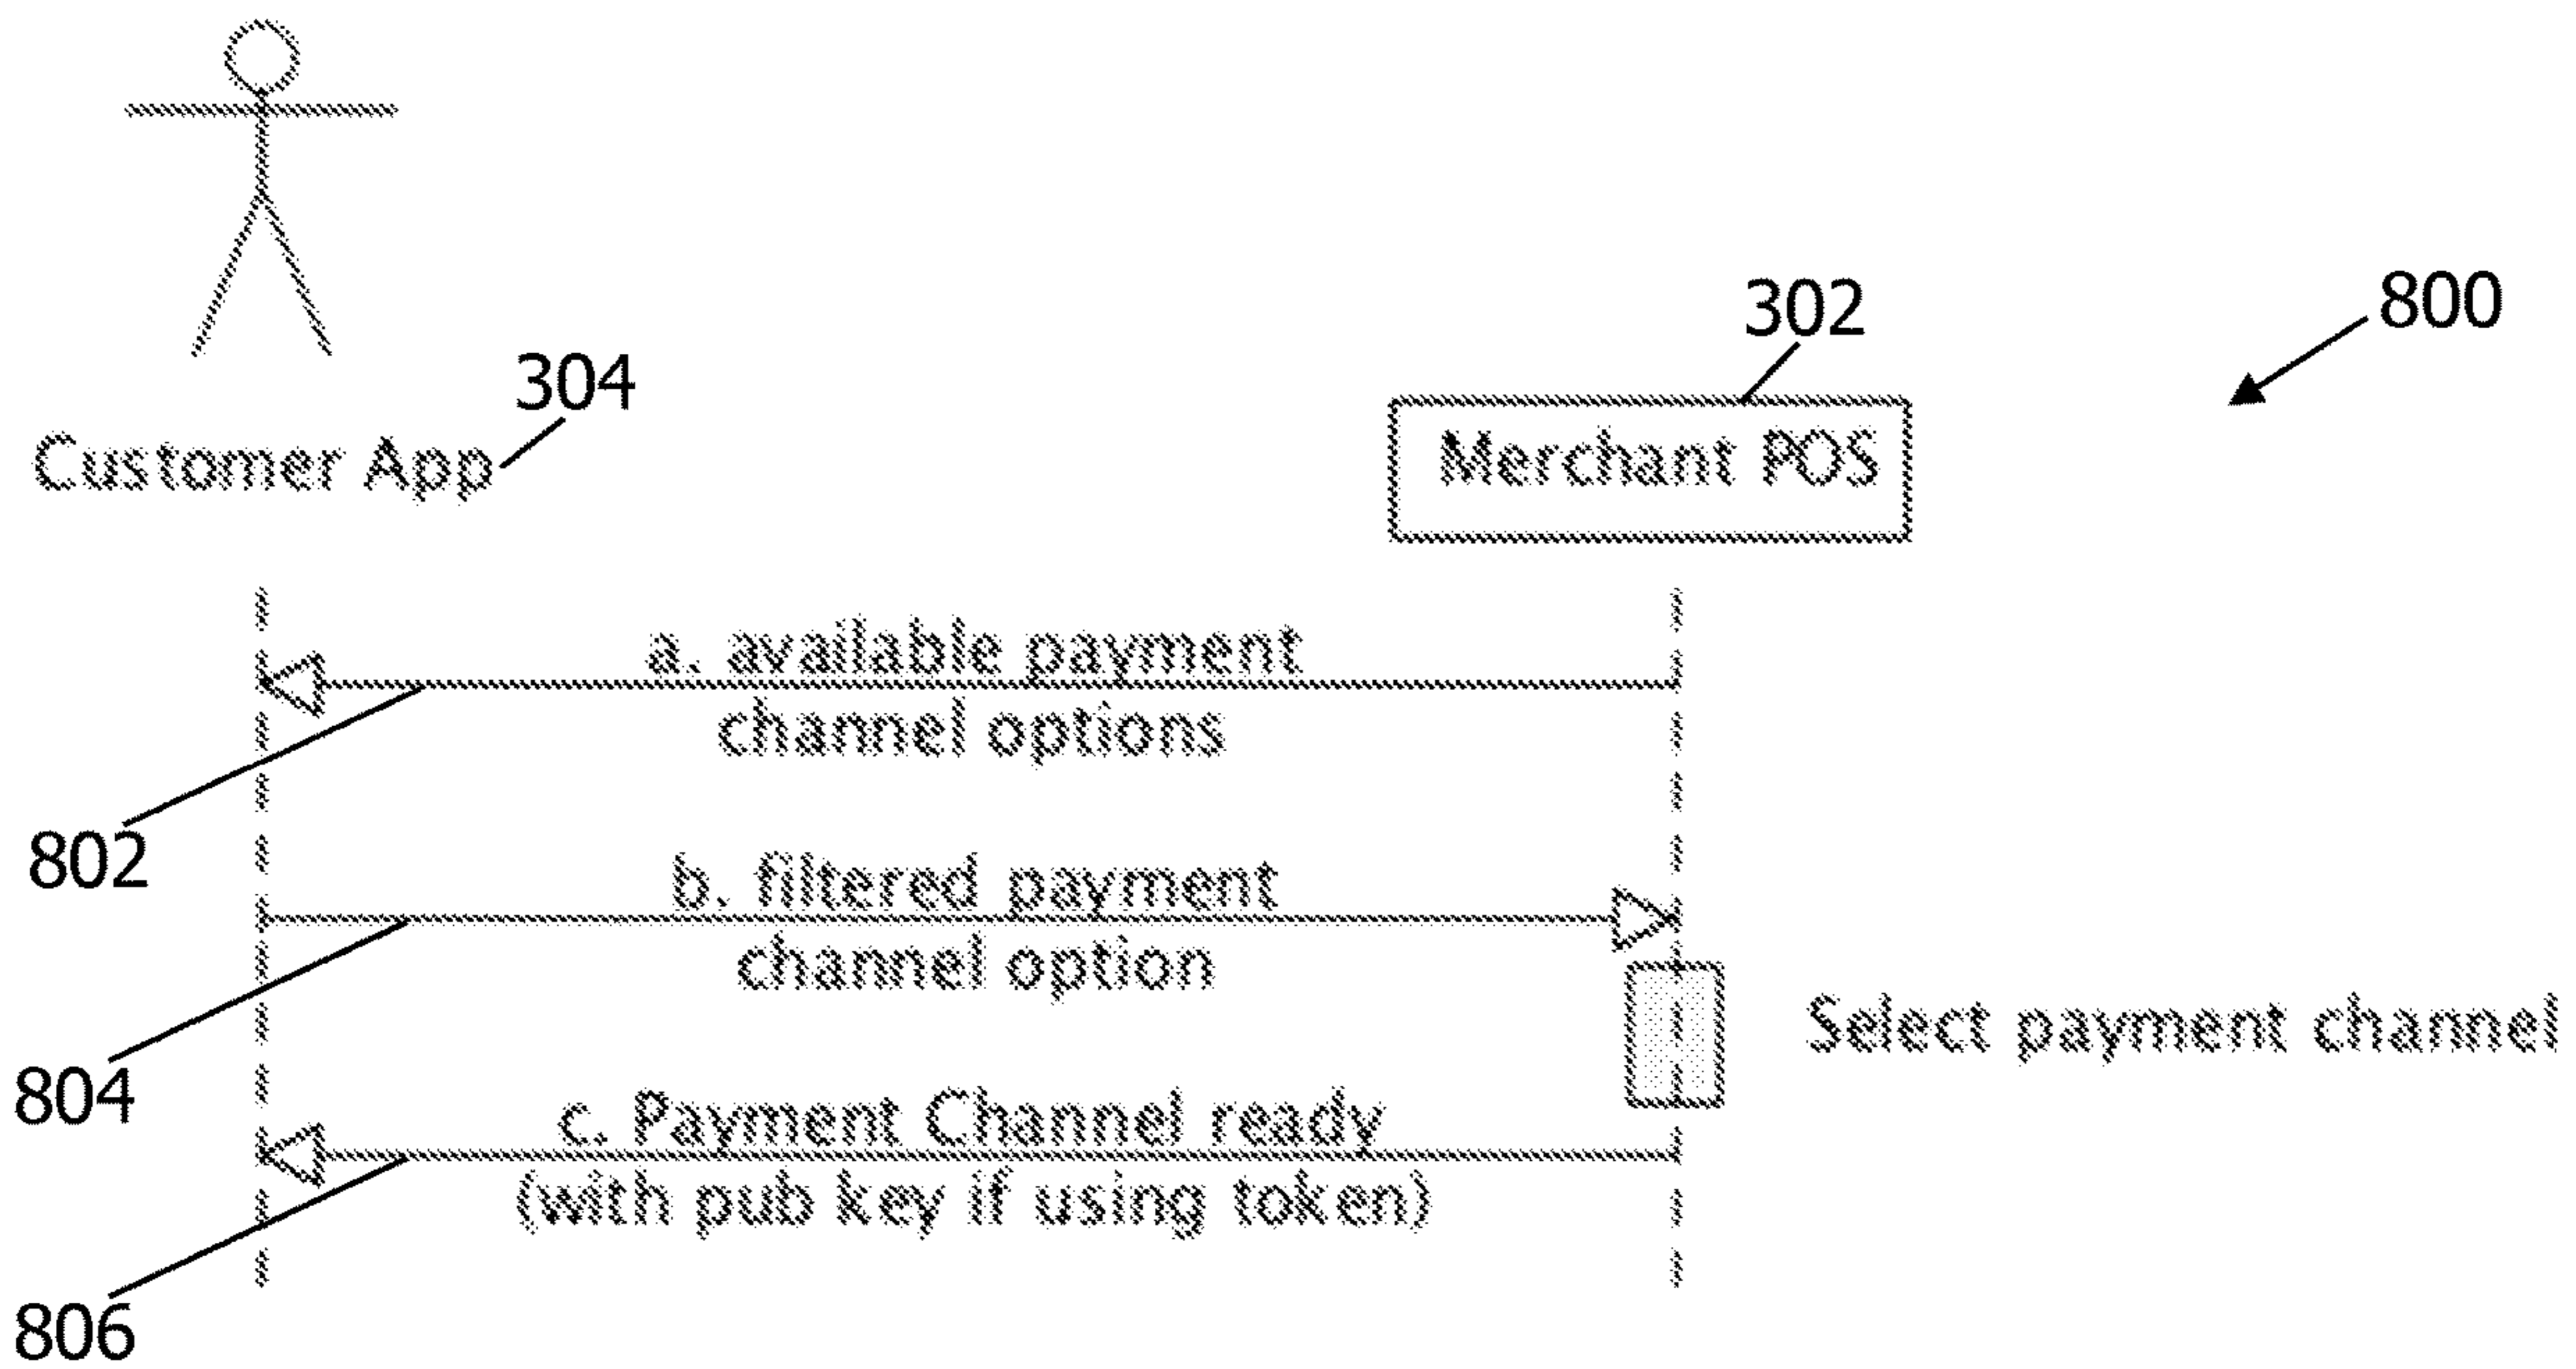 302
800
304
Customer App
Merchant POS
a. available payment
channel options
802
b. filtered payment
channel option
Select payment channel
804
c. Payment Channel ready
(with pub key if using token)
806